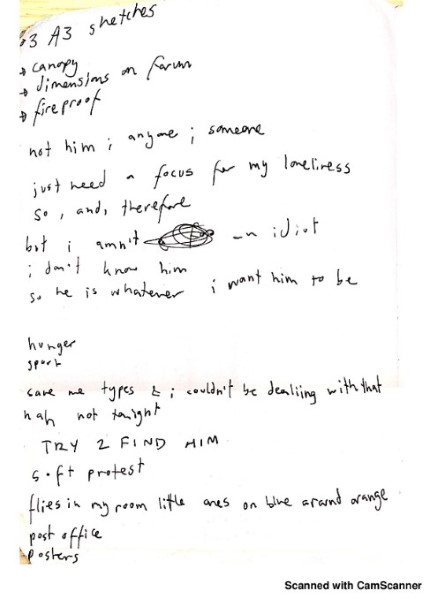 3 A3 sketches
→ canopy
→ dimensions on forum
→ fireproof
not him ; anyone ; someone
just need a focus for my loneliness
so, and, therefore
but i amn't an idiot
i don't know him
so he is whatever i want him to be
hunger
save me types & i couldn't be dealiing with that
nah not tonight
TRY 2 FIND HIM
soft protest
flies in my room little ones on blue around orange
post office
posters
Scanned with CamScanner